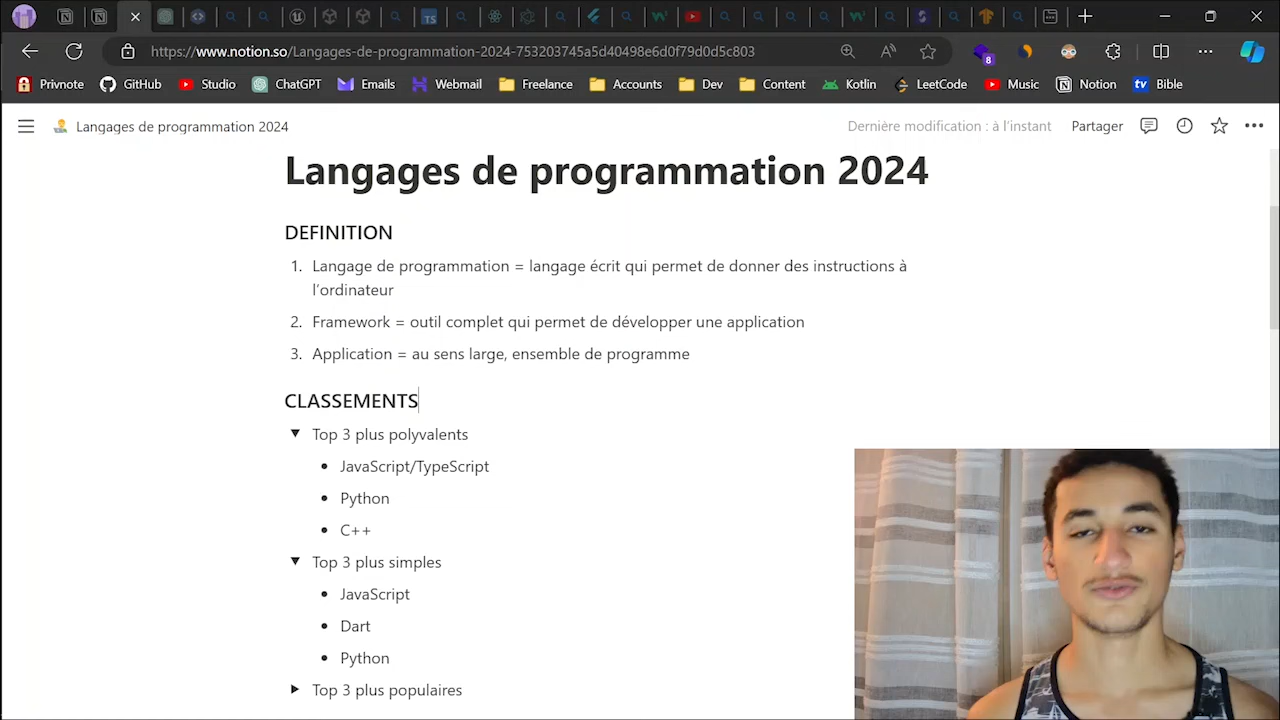 https://www.notion.so/Langages-de-programmation-2024-753203745a5d40498e6d0f79d0d5c803
8
Privnote GitHub Studio ChatGPT Emails Webmail Freelance Accounts Dev Content Kotlin LeetCode Music Notion tv Bible
Langages de programmation 2024 Dernière modification : à l'instant Partager
Langages de programmation 2024
DEFINITION
1. Langage de programmation = langage écrit qui permet de donner des instructions à
l'ordinateur
2. Framework = outil complet qui permet de développer une application
3. Application = au sens large, ensemble de programme
CLASSEMENTS
Top 3 plus polyvalents
JavaScript/TypeScript
Python
C++
Top 3 plus simples
JavaScript
Dart
Python
Top 3 plus populaires